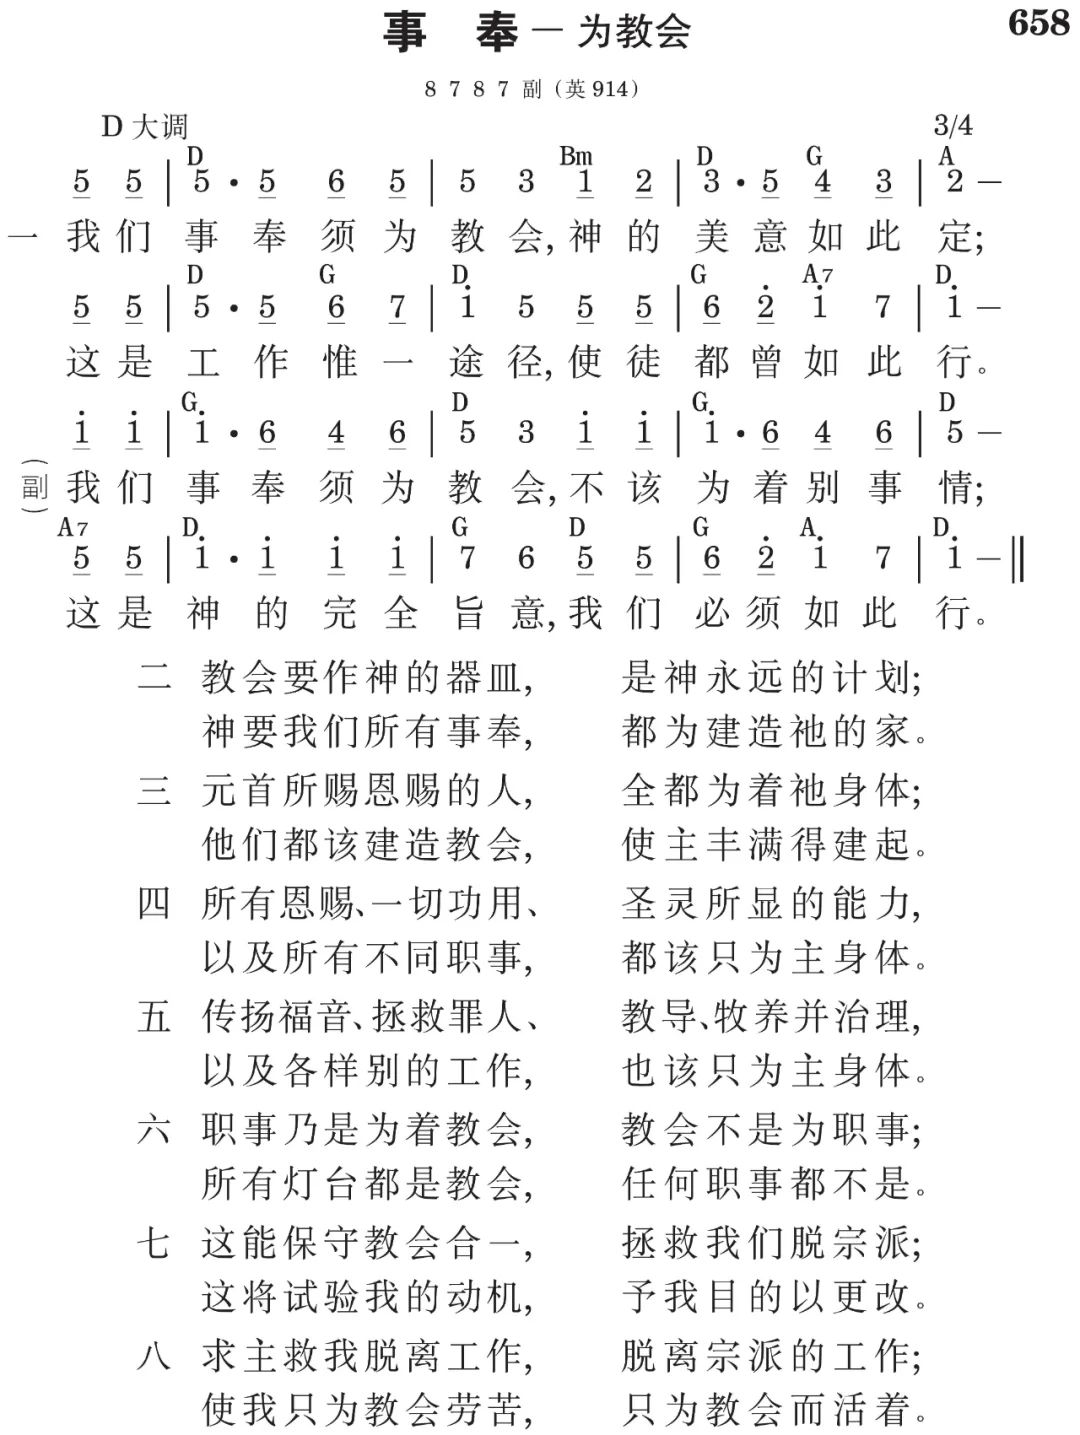 事 奉 — 为教会 658
8 7 8 7 副（英 914）
D 大调 3/4
D Bm D G A
5 5 | 5 · 5 6 5 | 5 3 1 2 | 3 · 5 4 3 | 2 —
一 我们 事奉须为 教会,神的 美意如此 定;
D G D G A7 D
5 5 | 5 · 5 6 7 | 1̇ 5 5 5 | 6 2̇ 1̇ 7 | 1̇ —
这是 工作惟一 途径,使徒 都曾如此 行。
G D G D
1̇ 1̇ | 1̇ · 6 4 6 | 5 3 1̇ 1̇ | 1̇ · 6 4 6 | 5 —
（副） 我们 事奉须为 教会,不该 为着别事 情;
A7 D G D G A D
5 5 | 1̇ · 1̇ 1̇ 1̇ | 7 6 5 5 | 6 2̇ 1̇ 7 | 1̇ — ‖
这是 神的完全 旨意,我们 必须如此 行。
二 教会要作神的器皿, 是神永远的计划;
神要我们所有事奉, 都为建造祂的家。
三 元首所赐恩赐的人, 全都为着祂身体;
他们都该建造教会, 使主丰满得建起。
四 所有恩赐、一切功用、 圣灵所显的能力,
以及所有不同职事, 都该只为主身体。
五 传扬福音、拯救罪人、 教导、牧养并治理,
以及各样别的工作, 也该只为主身体。
六 职事乃是为着教会, 教会不是为职事;
所有灯台都是教会, 任何职事都不是。
七 这能保守教会合一, 拯救我们脱宗派;
这将试验我的动机, 予我目的以更改。
八 求主救我脱离工作, 脱离宗派的工作;
使我只为教会劳苦, 只为教会而活着。